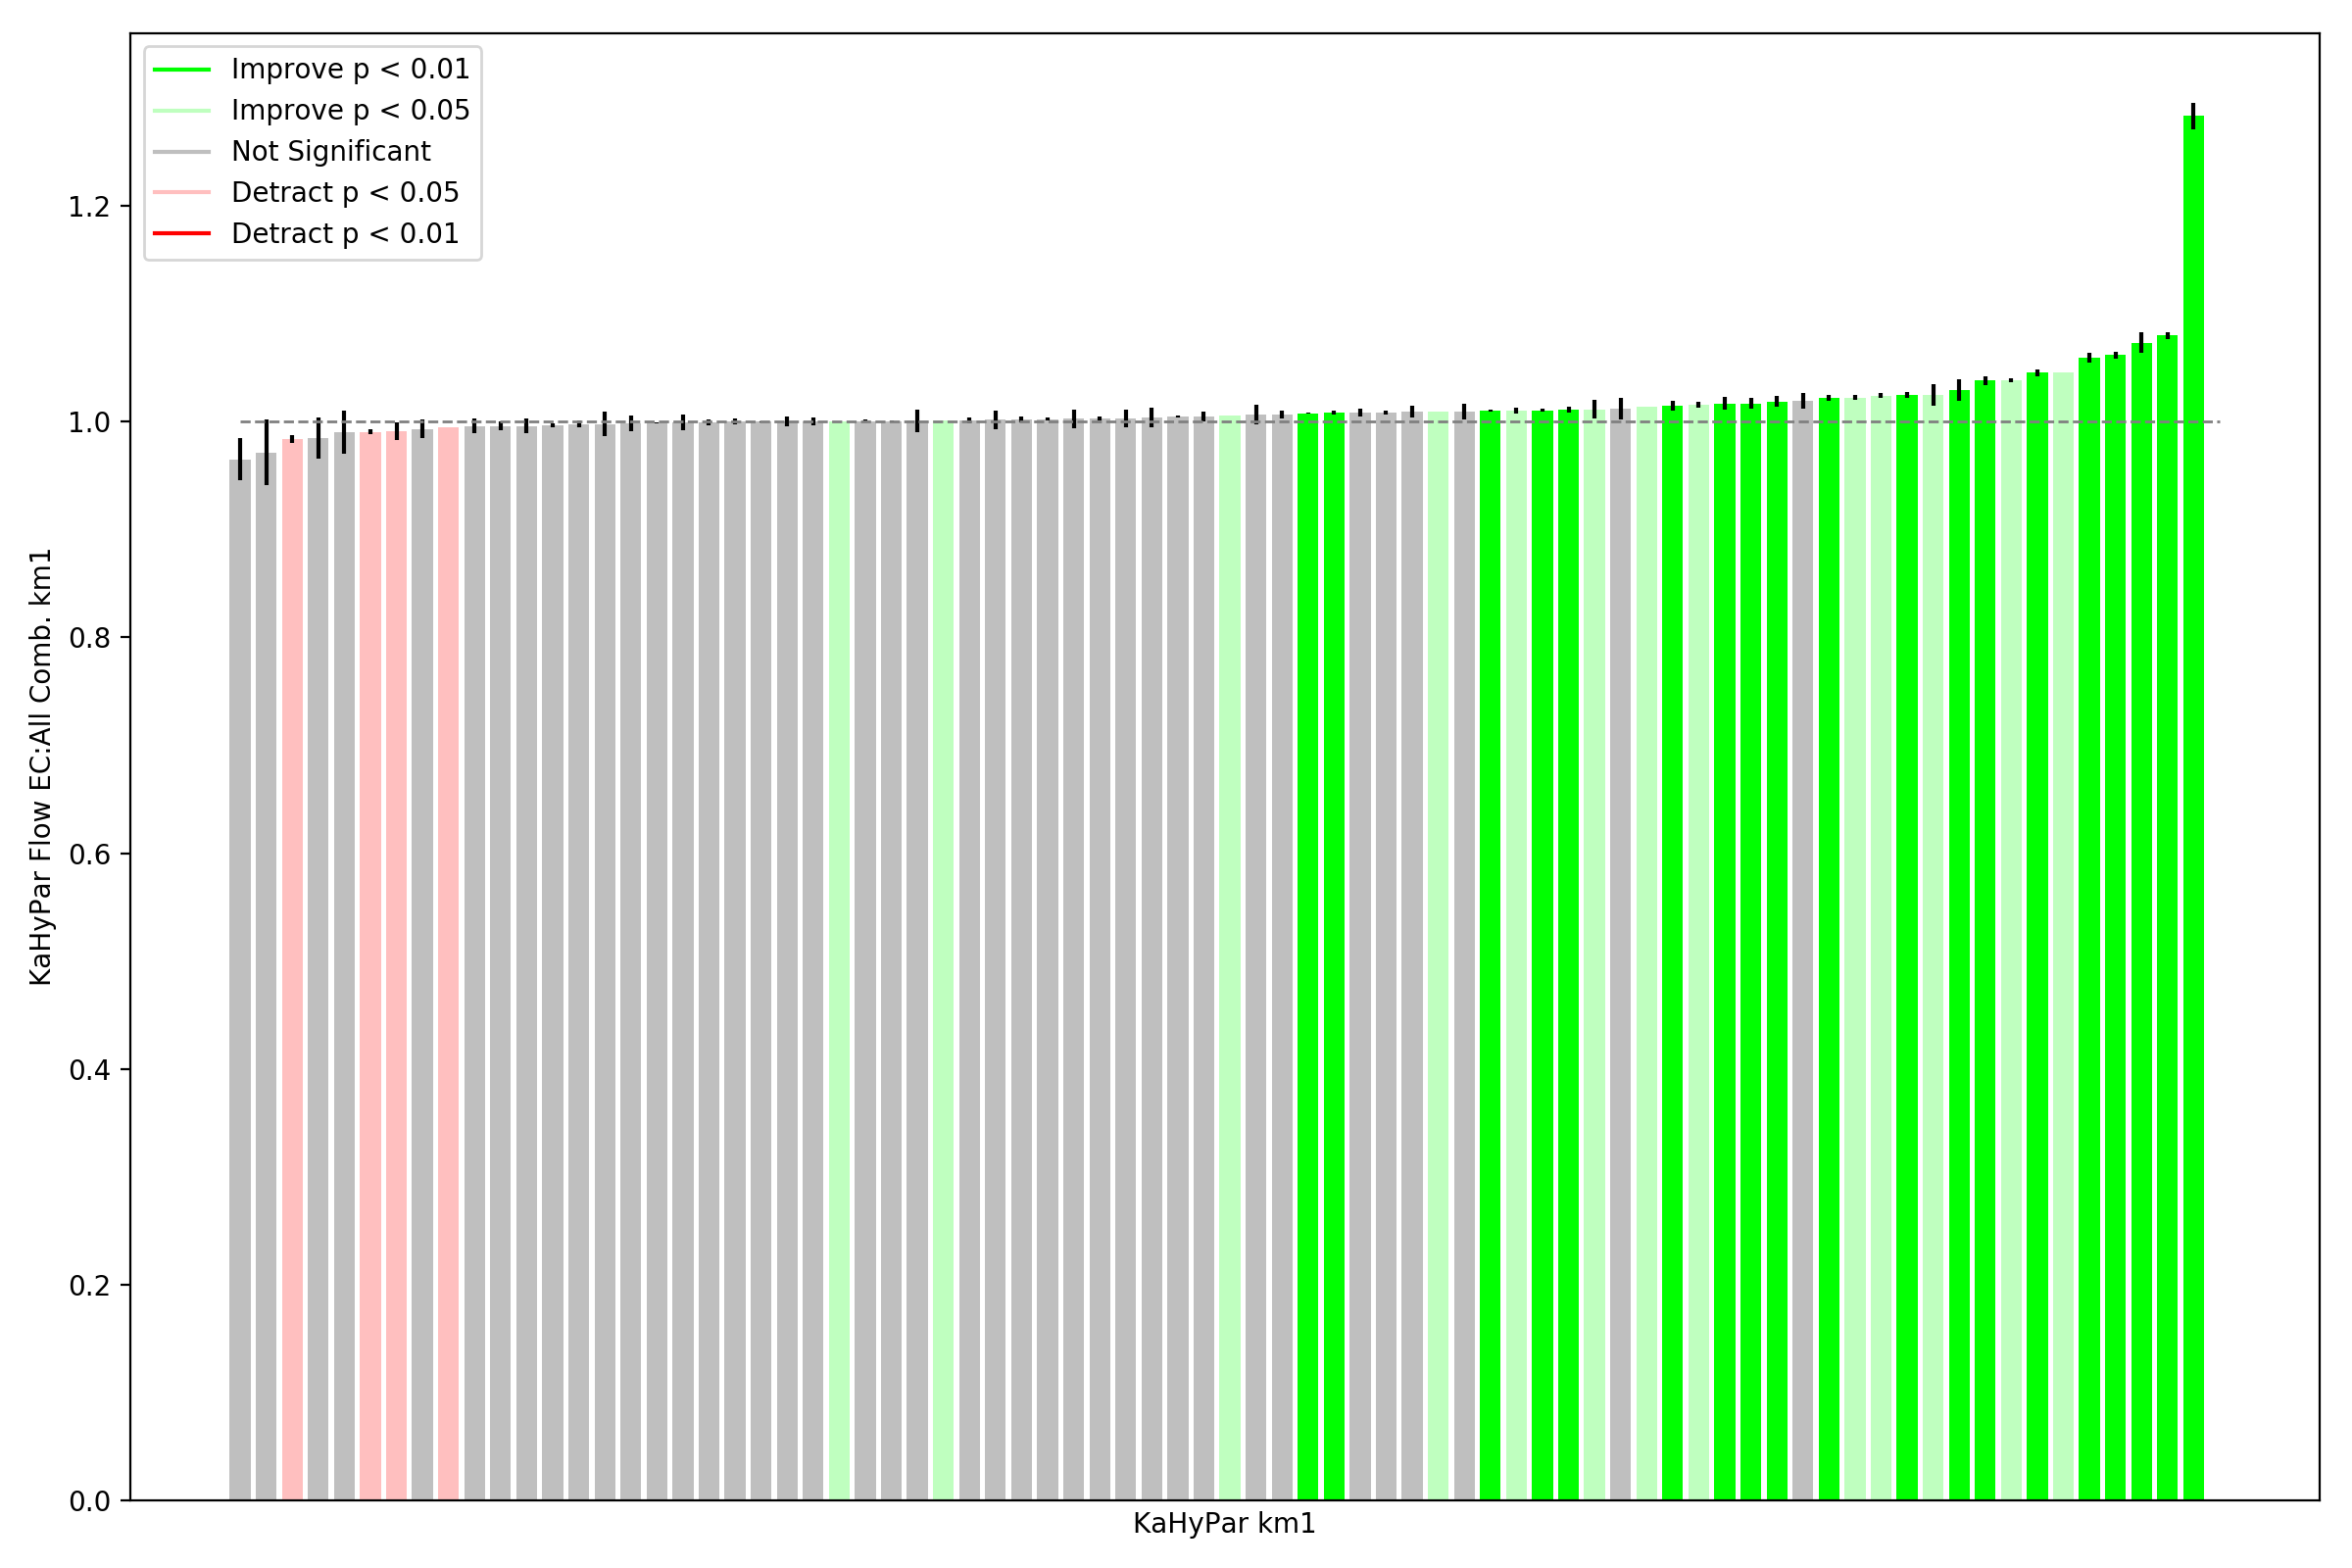 Improve p < 0.01
Improve p < 0.05
Not Significant
Detract p < 0.05
Detract p < 0.01
1.2
1.0
0.8
0.6
0.4
0.2
0.0
KaHyPar Flow EC:All Comb. km1
KaHyPar km1